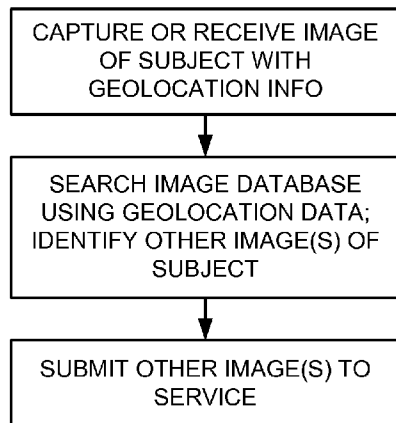 CAPTURE OR RECEIVE IMAGE
OF SUBJECT WITH
GEOLOCATION INFO
SEARCH IMAGE DATABASE
USING GEOLOCATION DATA;
IDENTIFY OTHER IMAGE(S) OF
SUBJECT
SUBMIT OTHER IMAGE(S) TO
SERVICE